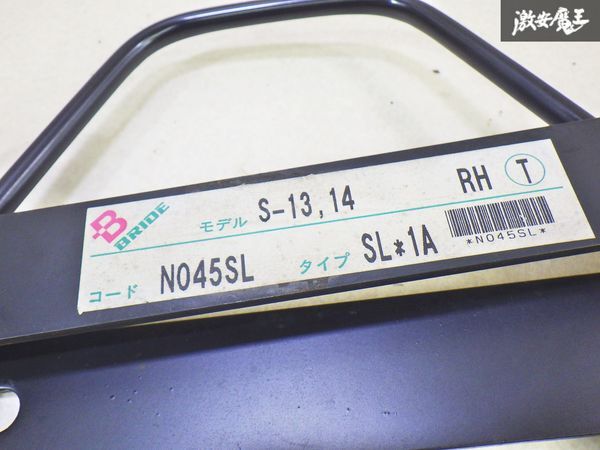 激安魔王
BRIDE モデル S-13,14 RH T
コード N045SL タイプ SL*1A *N045SL*